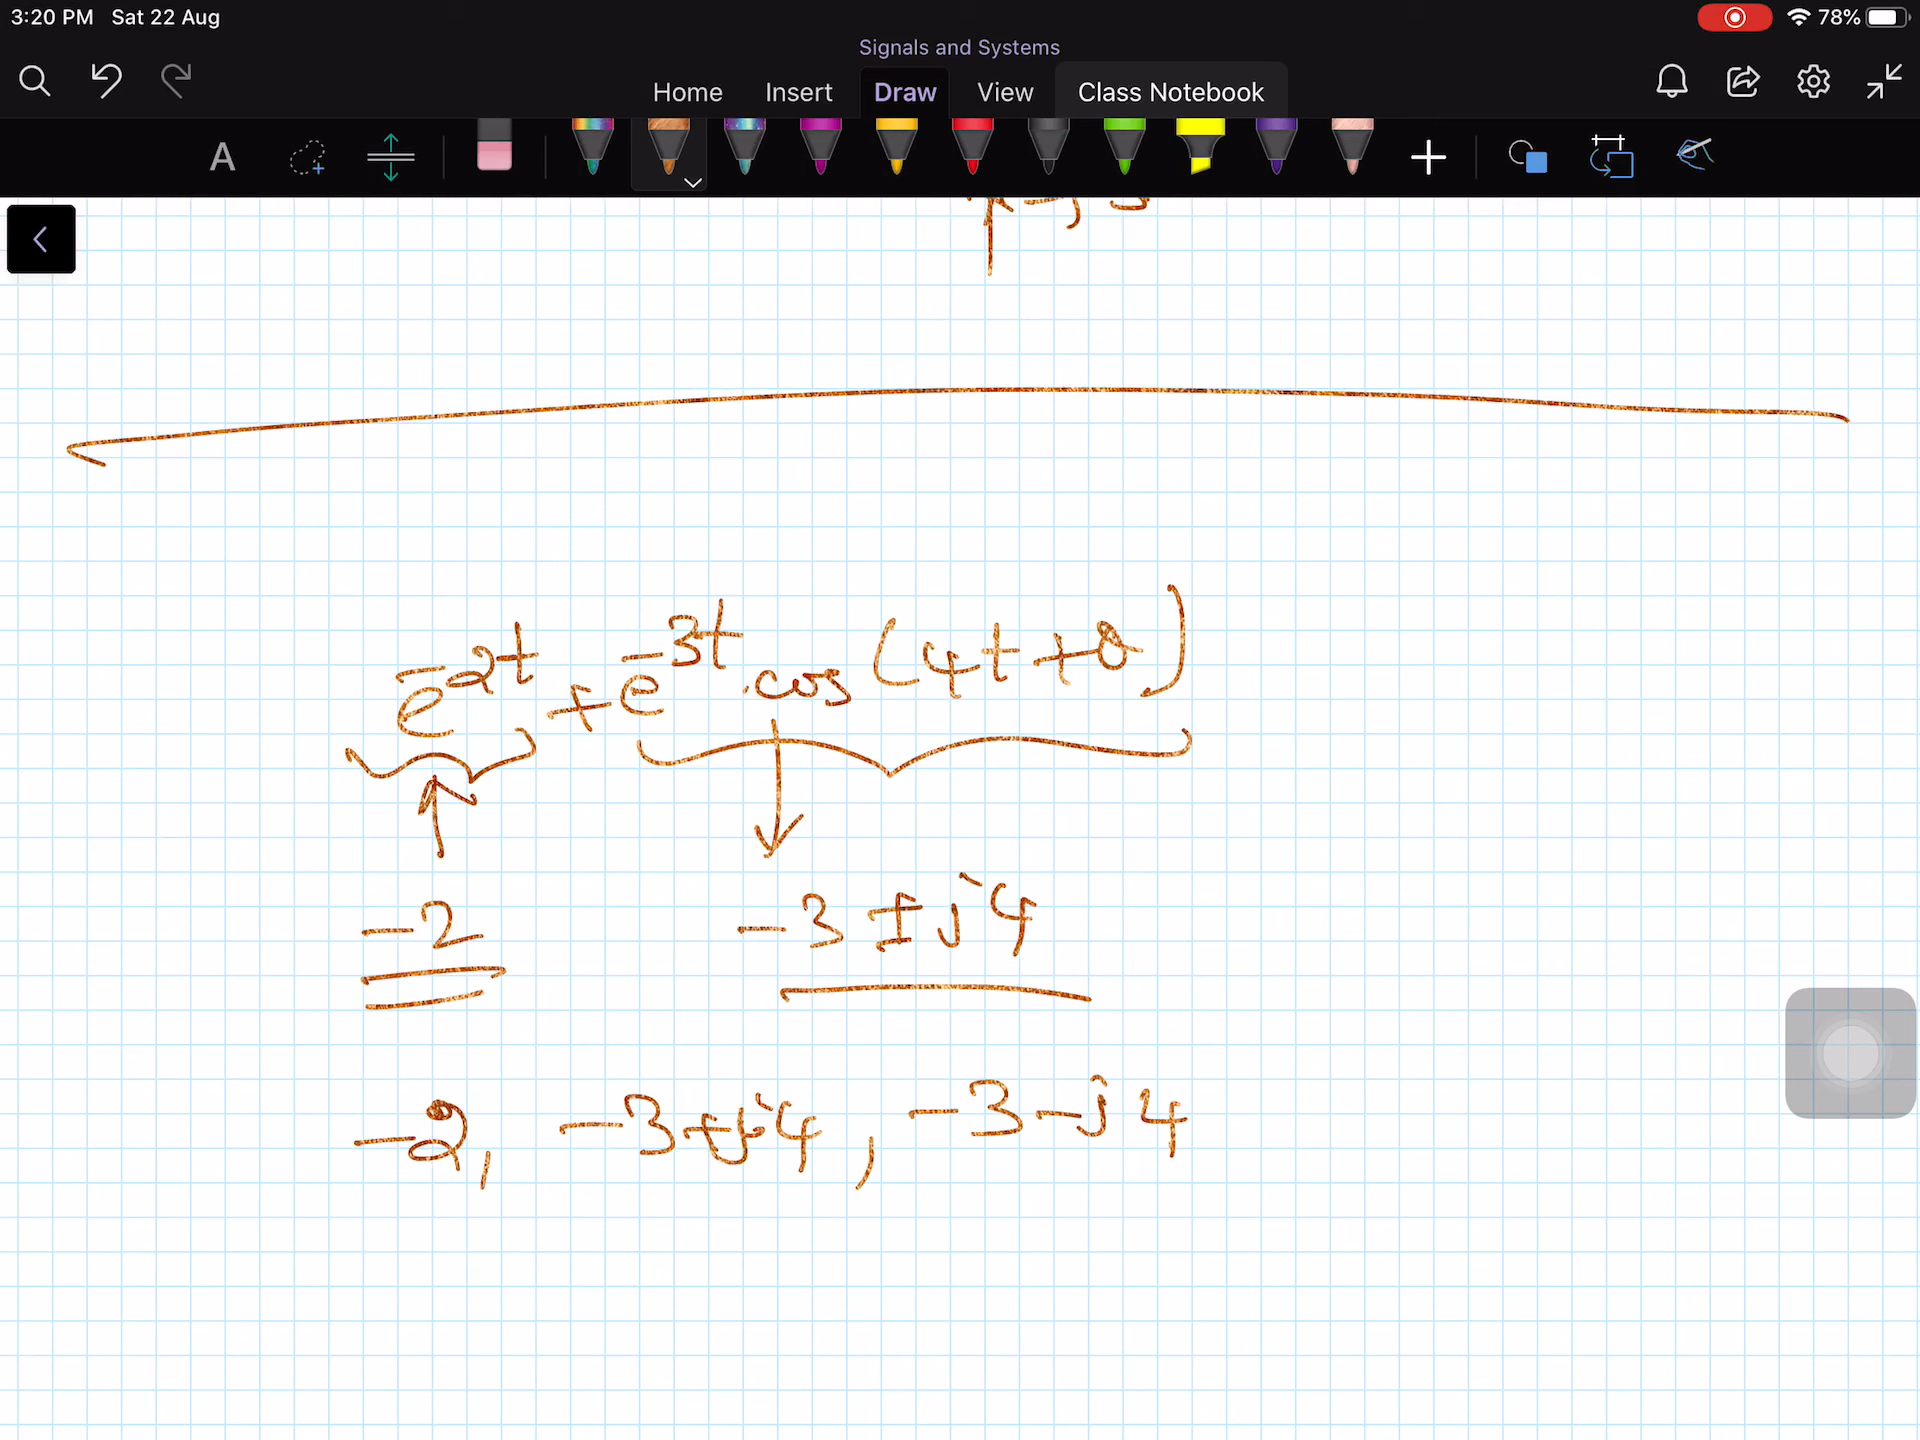 3:20 PM Sat 22 Aug 78%
Signals and Systems
Home Insert Draw View Class Notebook
A
e^{-2t} + e^{-3t} . cos (4t + θ)
-2 -3 ± j4
-2, -3+j4, -3-j4